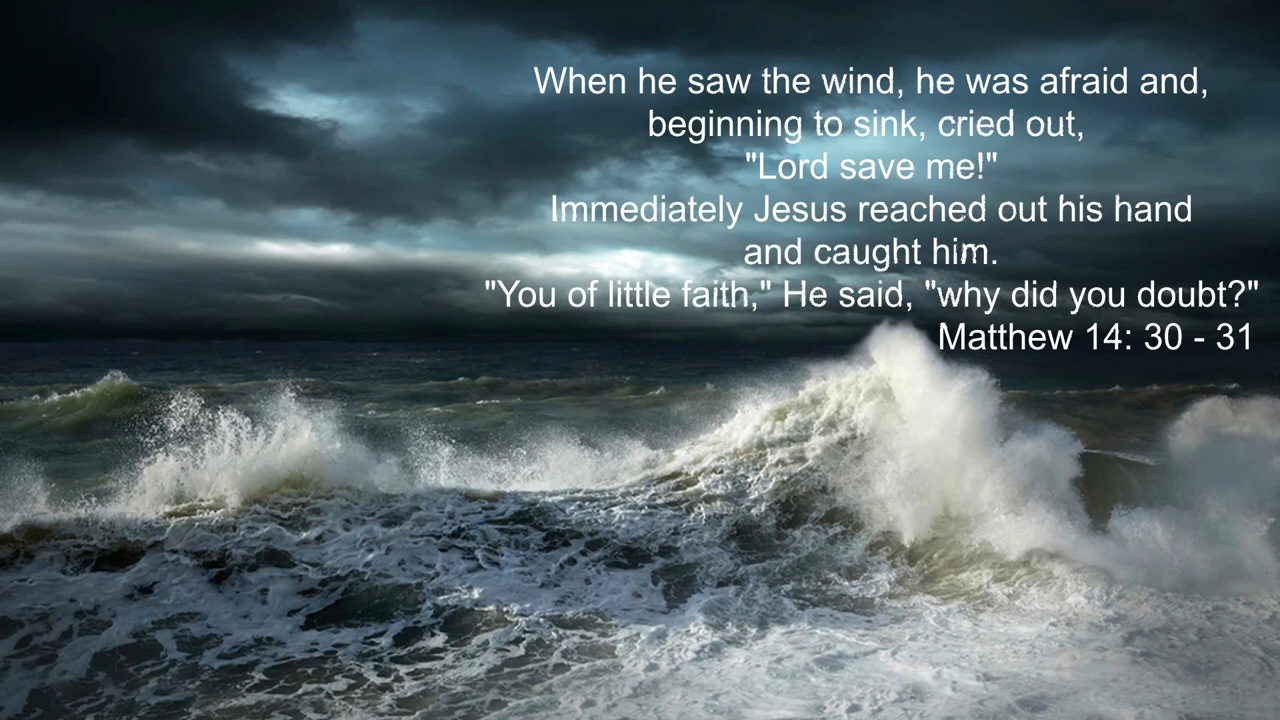 When he saw the wind, he was afraid and,
beginning to sink, cried out,
"Lord save me!"
Immediately Jesus reached out his hand
and caught him.
"You of little faith," He said, "why did you doubt?"
Matthew 14: 30 - 31